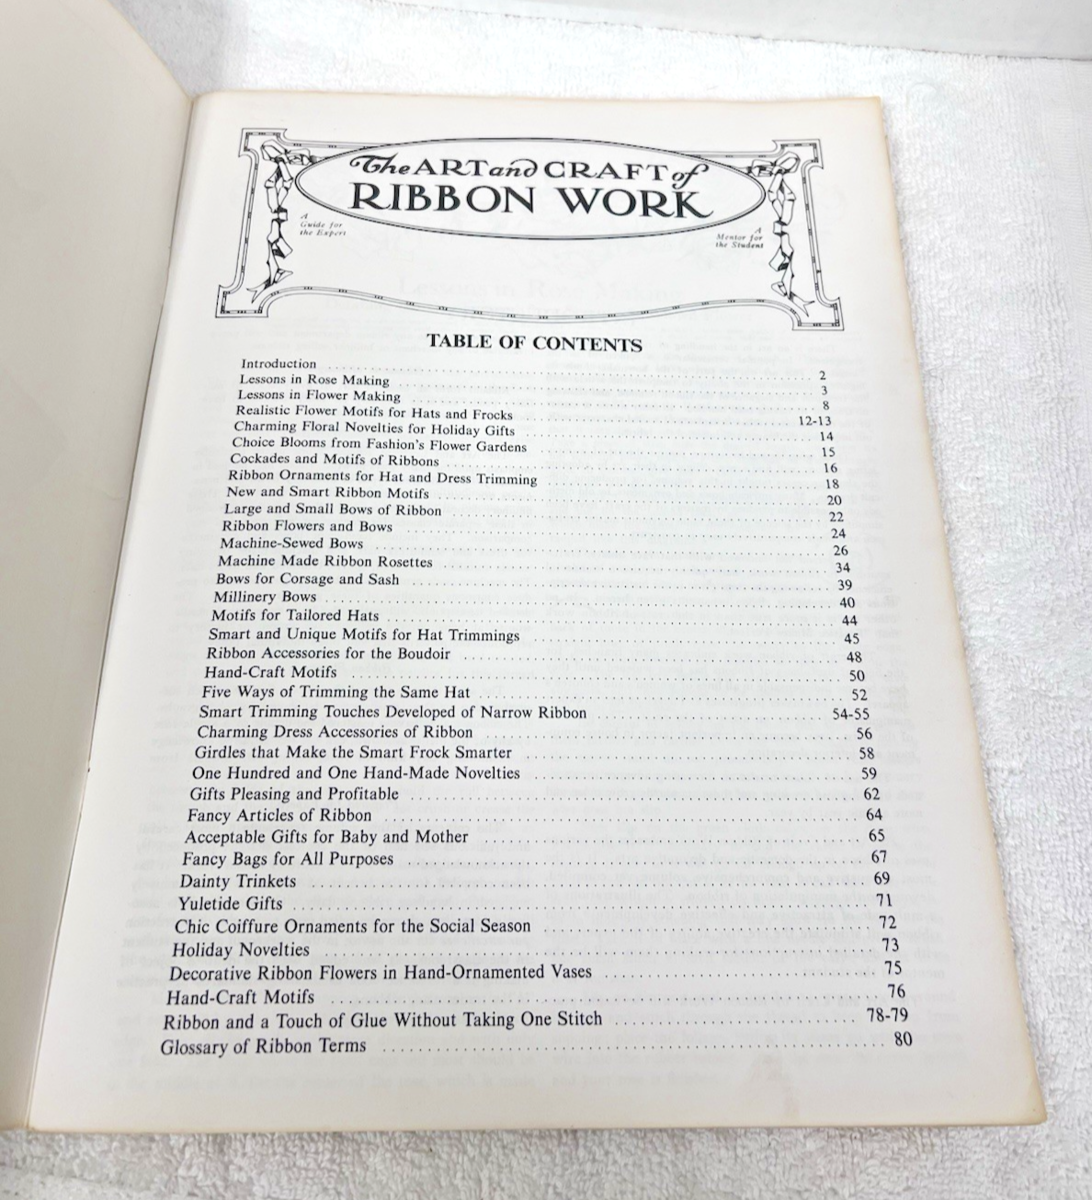 The ART and CRAFT of
RIBBON WORK
A
Guide for
the Expert
A
Mentor for
the Student
TABLE OF CONTENTS
Introduction 2
Lessons in Rose Making 3
Lessons in Flower Making 8
Realistic Flower Motifs for Hats and Frocks 12-13
Charming Floral Novelties for Holiday Gifts 14
Choice Blooms from Fashion's Flower Gardens 15
Cockades and Motifs of Ribbons 16
Ribbon Ornaments for Hat and Dress Trimming 18
New and Smart Ribbon Motifs 20
Large and Small Bows of Ribbon 22
Ribbon Flowers and Bows 24
Machine-Sewed Bows 26
Machine Made Ribbon Rosettes 34
Bows for Corsage and Sash 39
Millinery Bows 40
Motifs for Tailored Hats 44
Smart and Unique Motifs for Hat Trimmings 45
Ribbon Accessories for the Boudoir 48
Hand-Craft Motifs 50
Five Ways of Trimming the Same Hat 52
Smart Trimming Touches Developed of Narrow Ribbon 54-55
Charming Dress Accessories of Ribbon 56
Girdles that Make the Smart Frock Smarter 58
One Hundred and One Hand-Made Novelties 59
Gifts Pleasing and Profitable 62
Fancy Articles of Ribbon 64
Acceptable Gifts for Baby and Mother 65
Fancy Bags for All Purposes 67
Dainty Trinkets 69
Yuletide Gifts 71
Chic Coiffure Ornaments for the Social Season 72
Holiday Novelties 73
Decorative Ribbon Flowers in Hand-Ornamented Vases 75
Hand-Craft Motifs 76
Ribbon and a Touch of Glue Without Taking One Stitch 78-79
Glossary of Ribbon Terms 80